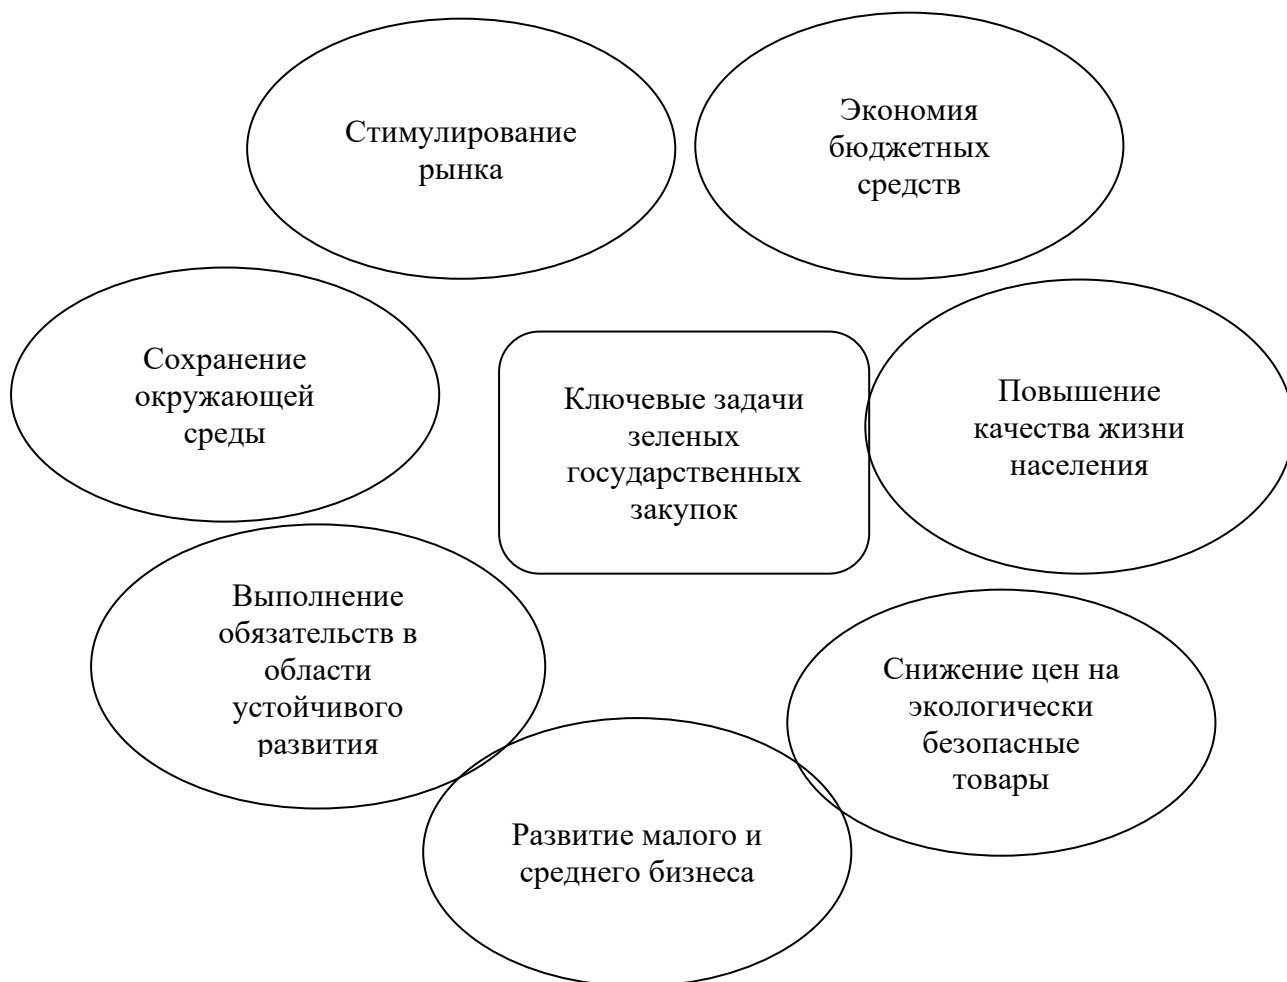 Стимулирование
рынка
Экономия
бюджетных
средств
Сохранение
окружающей
среды
Ключевые задачи
зеленых
государственных
закупок
Повышение
качества жизни
населения
Выполнение
обязательств в
области
устойчивого
развития
Снижение цен на
экологически
безопасные
товары
Развитие малого и
среднего бизнеса